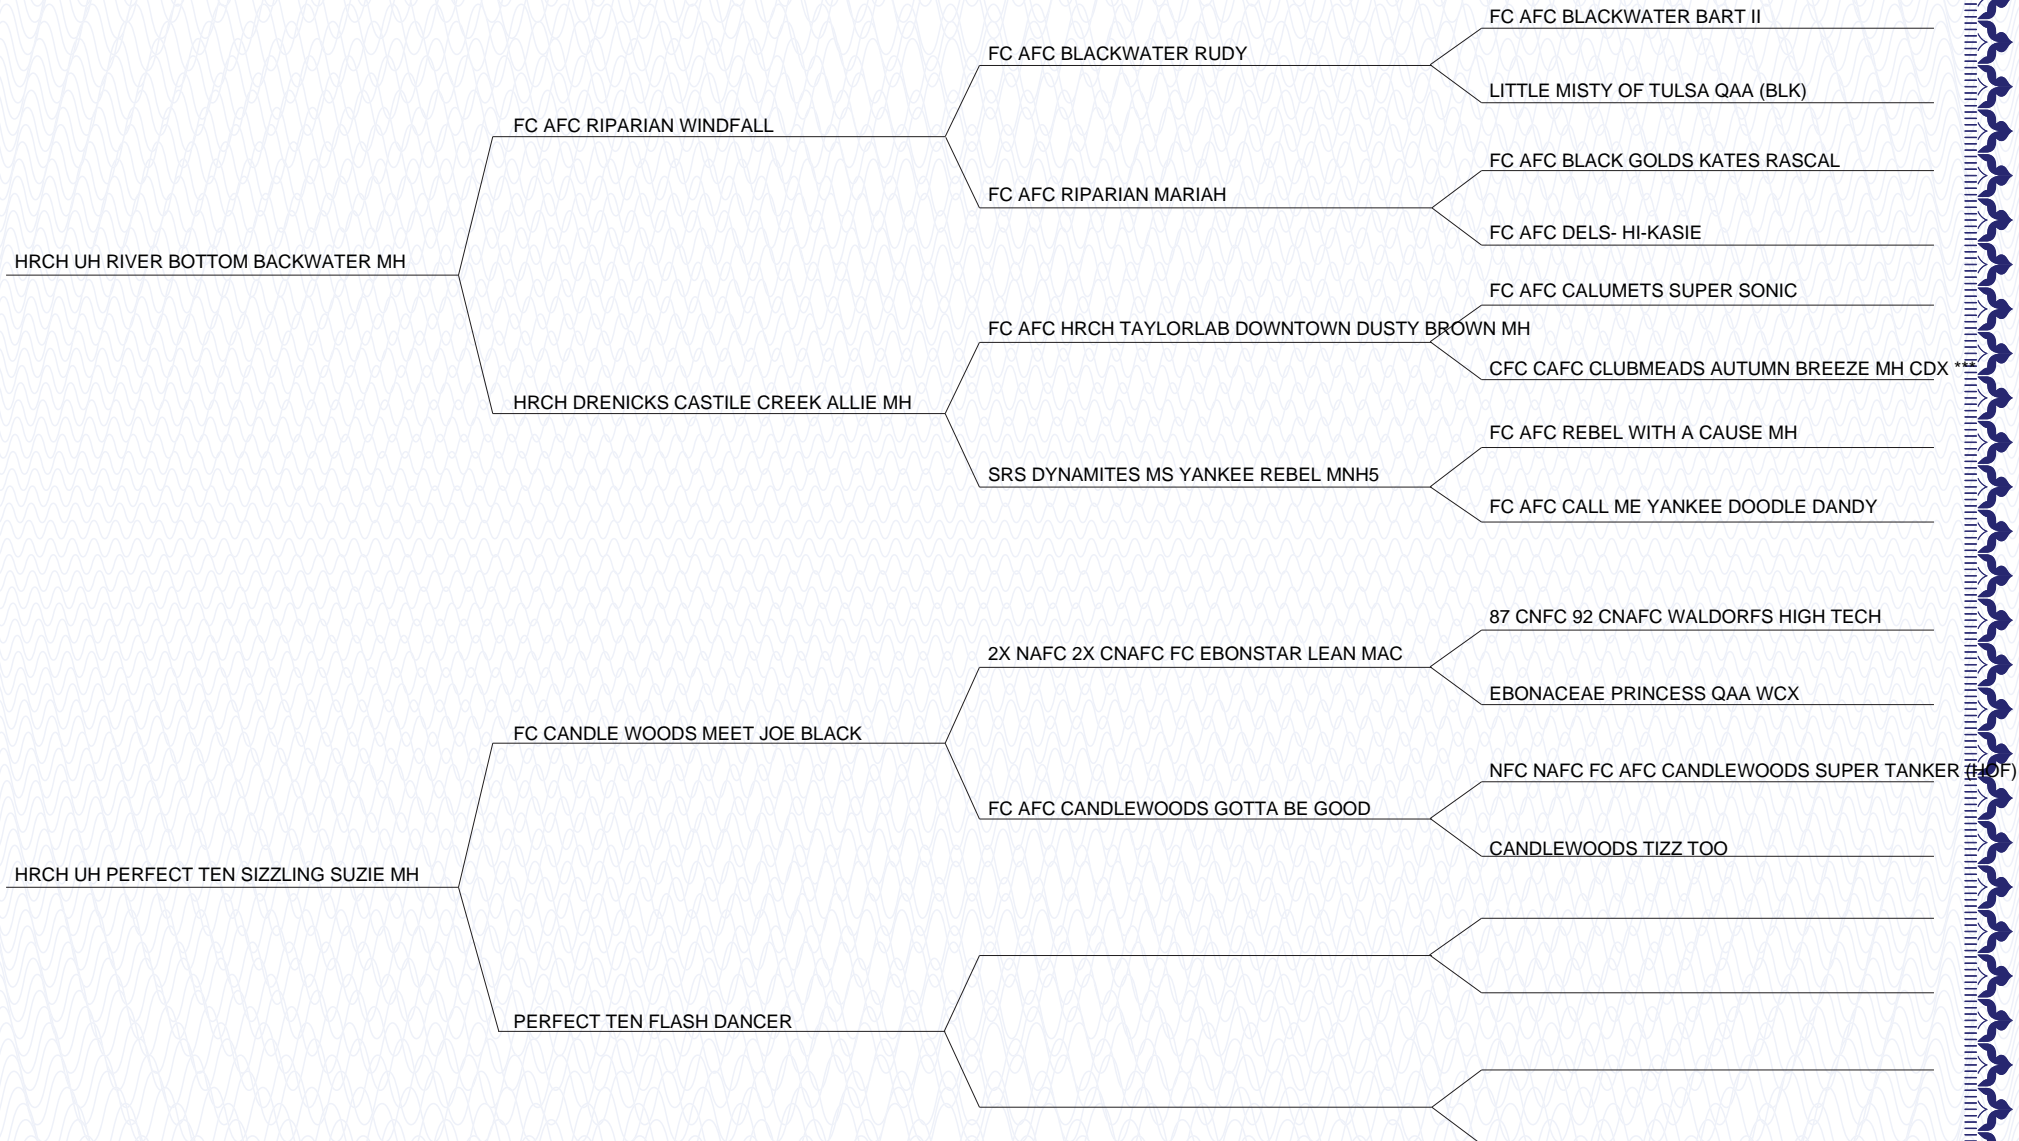 FC AFC BLACKWATER BART II
FC AFC BLACKWATER RUDY
LITTLE MISTY OF TULSA QAA (BLK)
FC AFC RIPARIAN WINDFALL
FC AFC BLACK GOLDS KATES RASCAL
FC AFC RIPARIAN MARIAH
FC AFC DELS- HI-KASIE
HRCH UH RIVER BOTTOM BACKWATER MH
FC AFC CALUMETS SUPER SONIC
FC AFC HRCH TAYLORLAB DOWNTOWN DUSTY BROWN MH
CFC CAFC CLUBMEADS AUTUMN BREEZE MH CDX ***
HRCH DRENICKS CASTILE CREEK ALLIE MH
FC AFC REBEL WITH A CAUSE MH
SRS DYNAMITES MS YANKEE REBEL MNH5
FC AFC CALL ME YANKEE DOODLE DANDY
87 CNFC 92 CNAFC WALDORFS HIGH TECH
2X NAFC 2X CNAFC FC EBONSTAR LEAN MAC
EBONACEAE PRINCESS QAA WCX
FC CANDLE WOODS MEET JOE BLACK
NFC NAFC FC AFC CANDLEWOODS SUPER TANKER (HOF)
FC AFC CANDLEWOODS GOTTA BE GOOD
CANDLEWOODS TIZZ TOO
HRCH UH PERFECT TEN SIZZLING SUZIE MH
PERFECT TEN FLASH DANCER